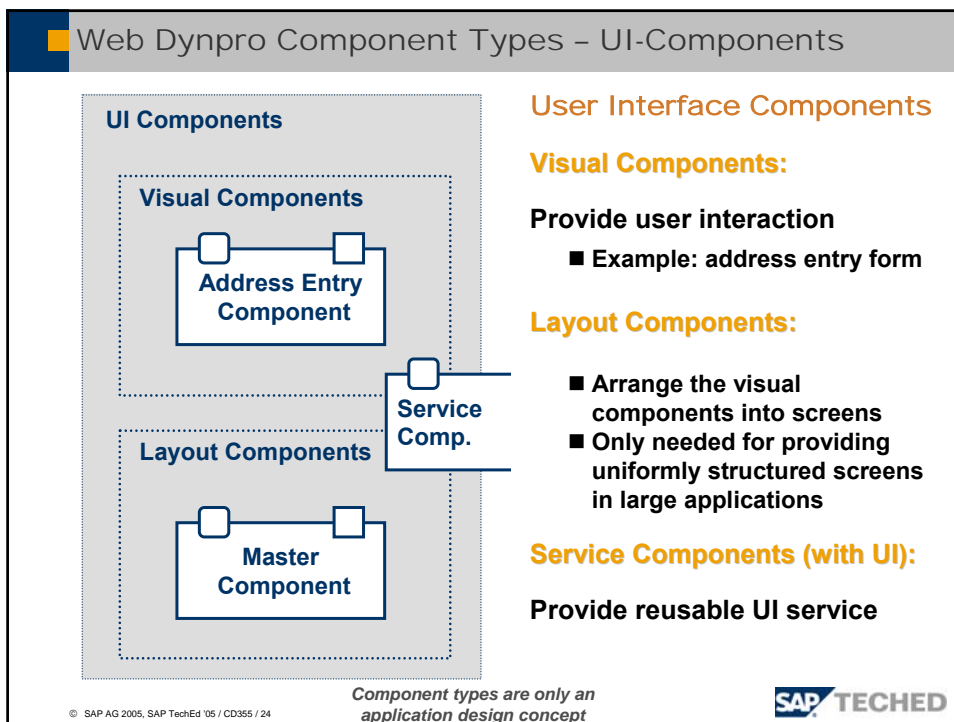 Web Dynpro Component Types – UI-Components
UI Components
Visual Components
Address Entry
Component
Service
Comp.
Layout Components
Master
Component
User Interface Components
Visual Components:
Provide user interaction
■ Example: address entry form
Layout Components:
■ Arrange the visual
components into screens
■ Only needed for providing
uniformly structured screens
in large applications
Service Components (with UI):
Provide reusable UI service
Component types are only an
application design concept
© SAP AG 2005, SAP TechEd '05 / CD355 / 24
SAP TECHED